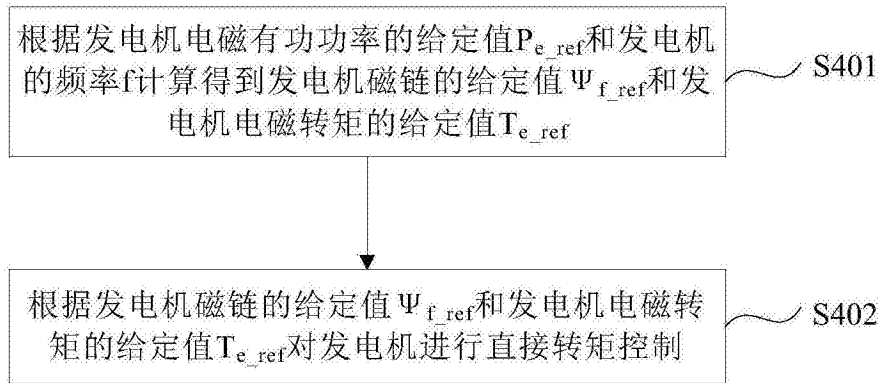 根据发电机电磁有功功率的给定值Pe_ref和发电机
的频率f计算得到发电机磁链的给定值Ψf_ref和发
电机电磁转矩的给定值Te_ref
S401
根据发电机磁链的给定值Ψf_ref和发电机电磁转
矩的给定值Te_ref对发电机进行直接转矩控制
S402